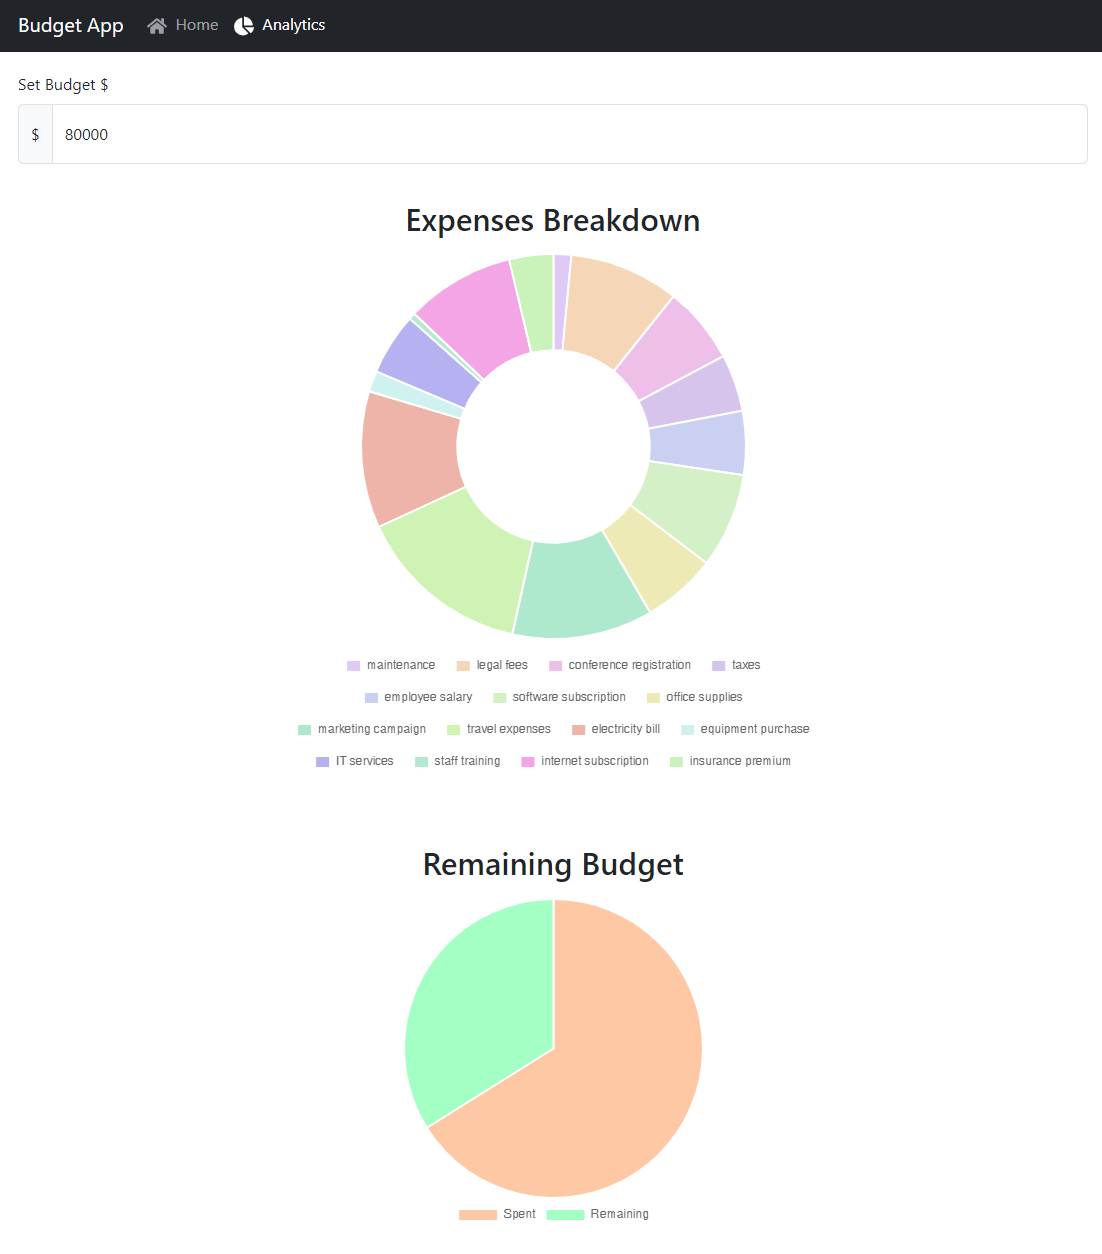 Budget App Home Analytics
Set Budget $
$ 80000
Expenses Breakdown
maintenance legal fees conference registration taxes
employee salary software subscription office supplies
marketing campaign travel expenses electricity bill equipment purchase
IT services staff training internet subscription insurance premium
Remaining Budget
Spent Remaining